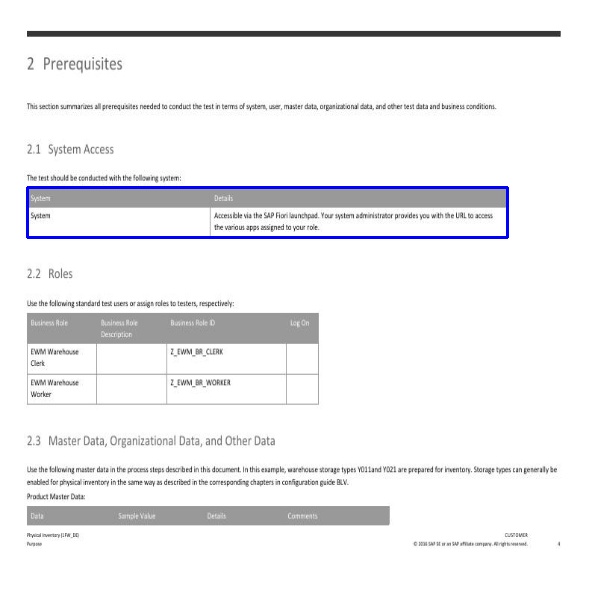 2 Prerequisites
This section summarizes all prerequisites needed to conduct the test in terms of system, user, master data, organizational data, and other test data and business conditions.
2.1 System Access
The test should be conducted with the following system:
System Details
System Accessible via the SAP Fiori launchpad. Your system administrator provides you with the URL to access
the various apps assigned to your role.
2.2 Roles
Use the following standard test users or assign roles to testers, respectively:
Business Role Business Role Business Role ID Log On
Description
EWM Warehouse Z_EWM_BR_CLERK
Clerk
EWM Warehouse Z_EWM_BR_WORKER
Worker
2.3 Master Data, Organizational Data, and Other Data
Use the following master data in the process steps described in this document. In this example, warehouse storage types Y011and Y021 are prepared for inventory. Storage types can generally be
enabled for physical inventory in the same way as described in the corresponding chapters in configuration guide BLV.
Product Master Data:
Data Sample Value Details Comments
Physical Inventory (1FW_DE) CUSTOMER
Purpose © 2016 SAP SE or an SAP affiliate company. All rights reserved. 4